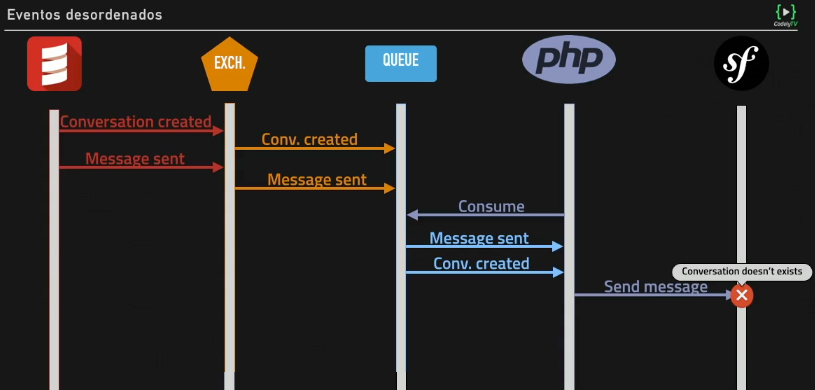 Eventos desordenados
CodelyTV
EXCH.
QUEUE
php
sf
Conversation created
Conv. created
Message sent
Message sent
Consume
Message sent
Conv. created
Conversation doesn't exists
Send message